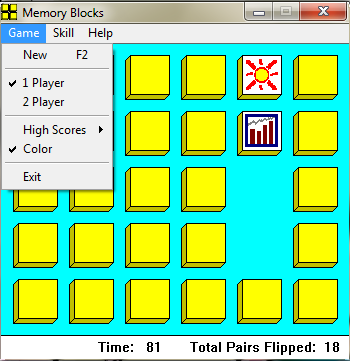 Memory Blocks
Game Skill Help
New F2
1 Player
2 Player
High Scores
Color
Exit
Time: 81 Total Pairs Flipped: 18